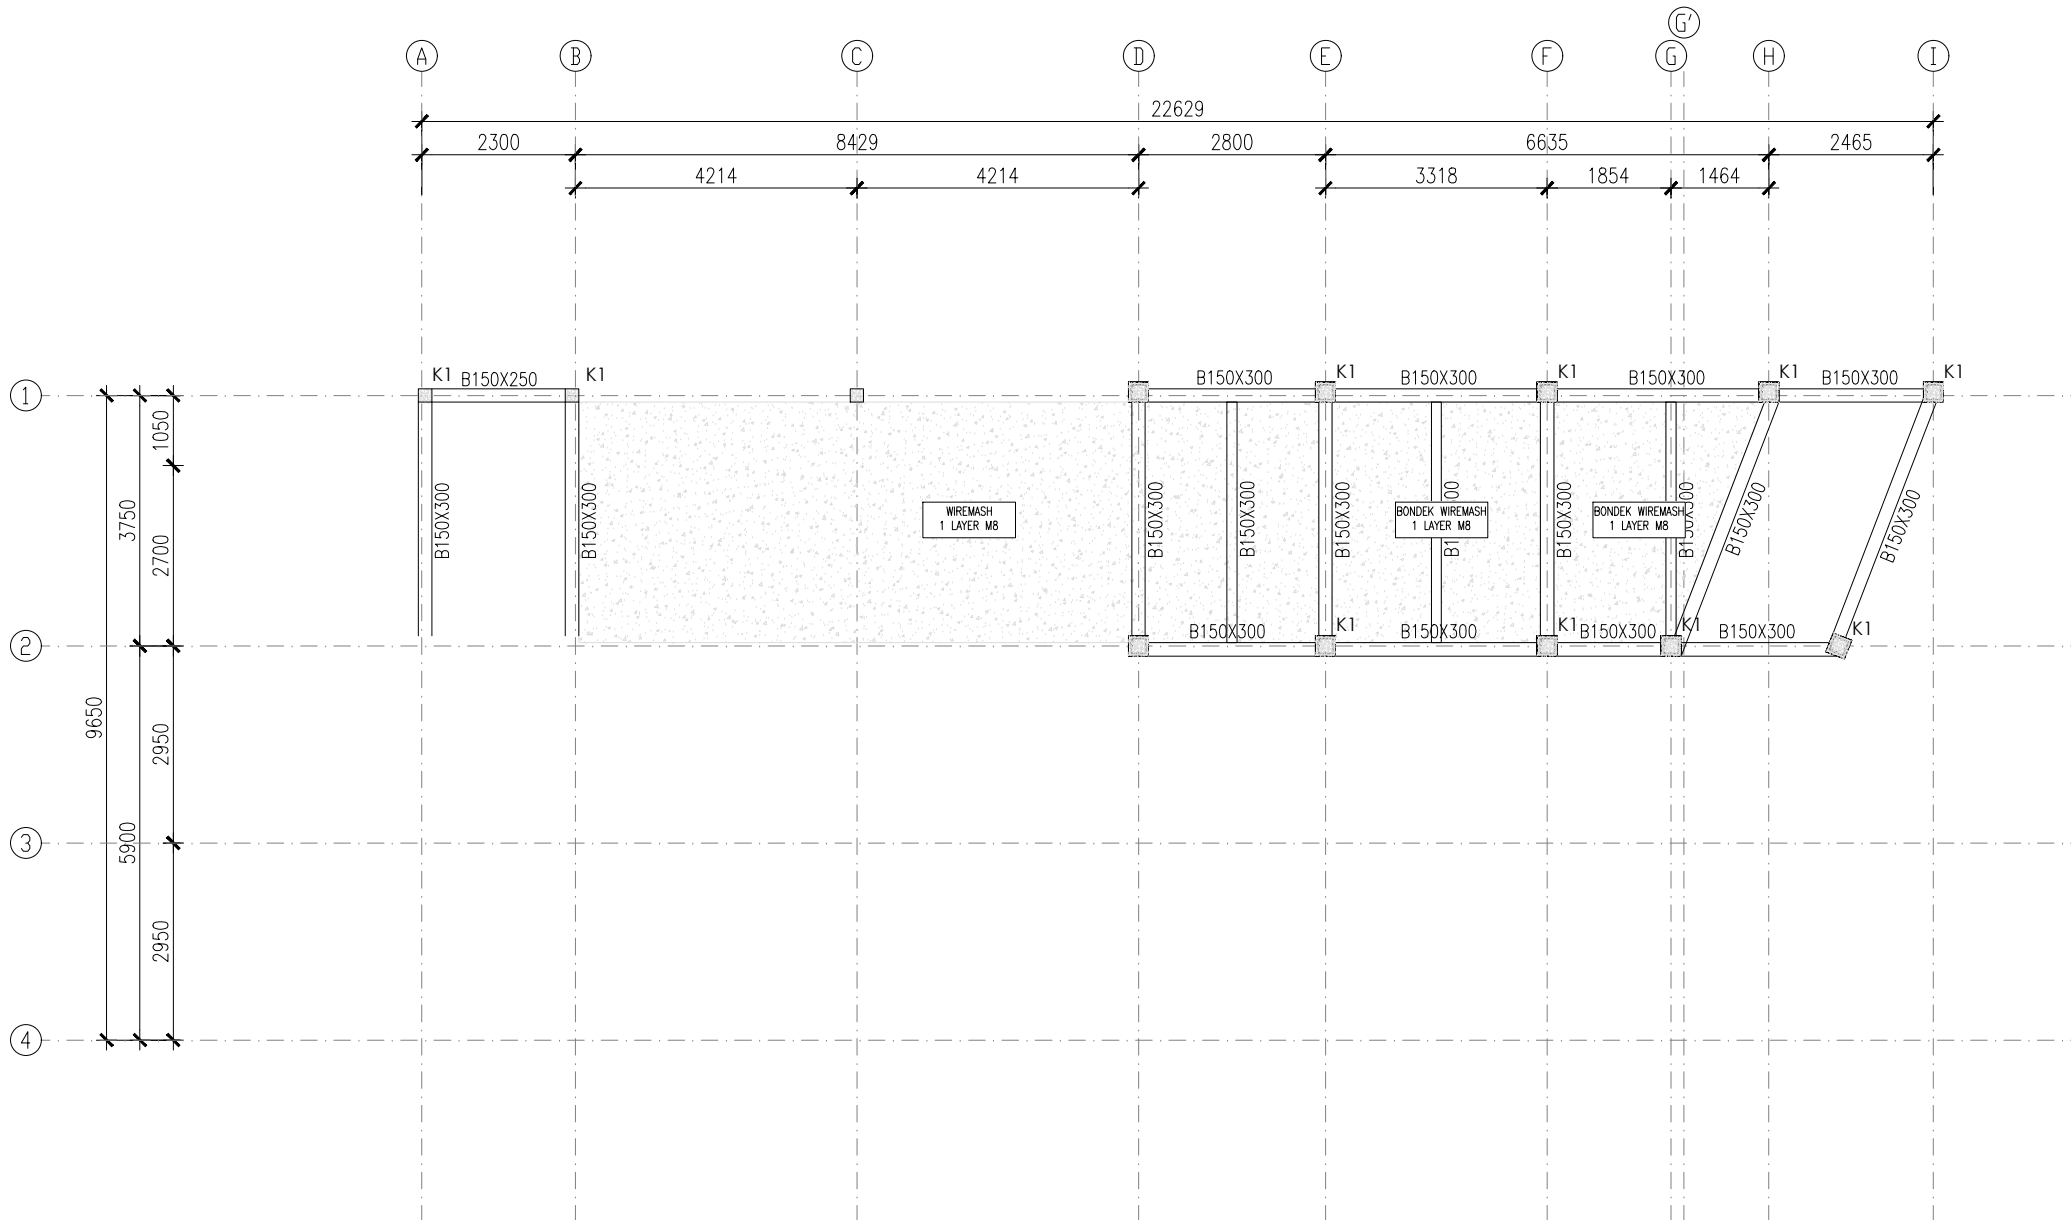 G'
A
B
C
D
E
F
G
H
I
22629
2300
8429
2800
6635
2465
4214
4214
3318
1854
1464
1
K1
B150X250
K1
B150X300
K1
B150X300
K1
B150X300
K1
B150X300
K1
1050
3750
2700
B150X300
B150X300
WIREMASH
1 LAYER M8
B150X300
B150X300
B150X300
BONDEK WIREMASH
1 LAYER M8
B150X300
BONDEK WIREMASH
1 LAYER M8
B150X300
B150X300
B150X300
2
B150X300
K1
B150X300
K1
B150X300
K1
B150X300
K1
9650
2950
5900
3
2950
4